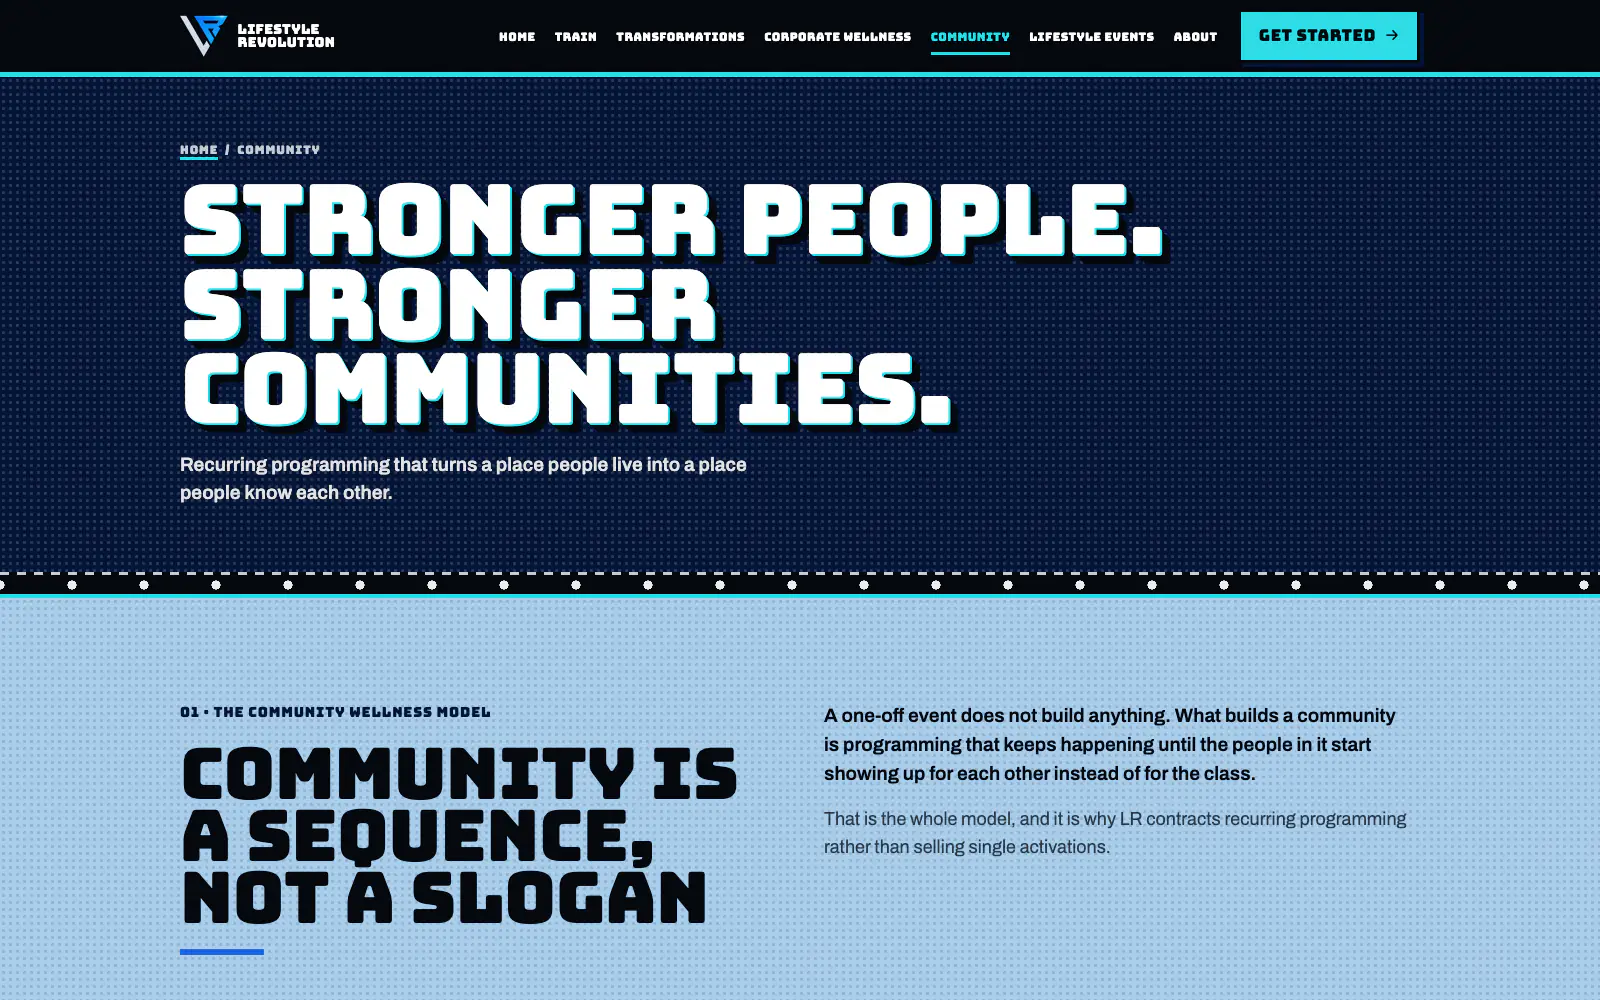 LIFESTYLE
REVOLUTION
HOME TRAIN TRANSFORMATIONS CORPORATE WELLNESS COMMUNITY LIFESTYLE EVENTS ABOUT GET STARTED →
HOME / COMMUNITY
STRONGER PEOPLE.
STRONGER
COMMUNITIES.
Recurring programming that turns a place people live into a place
people know each other.
01 • THE COMMUNITY WELLNESS MODEL
COMMUNITY IS
A SEQUENCE,
NOT A SLOGAN
A one-off event does not build anything. What builds a community
is programming that keeps happening until the people in it start
showing up for each other instead of for the class.
That is the whole model, and it is why LR contracts recurring programming
rather than selling single activations.